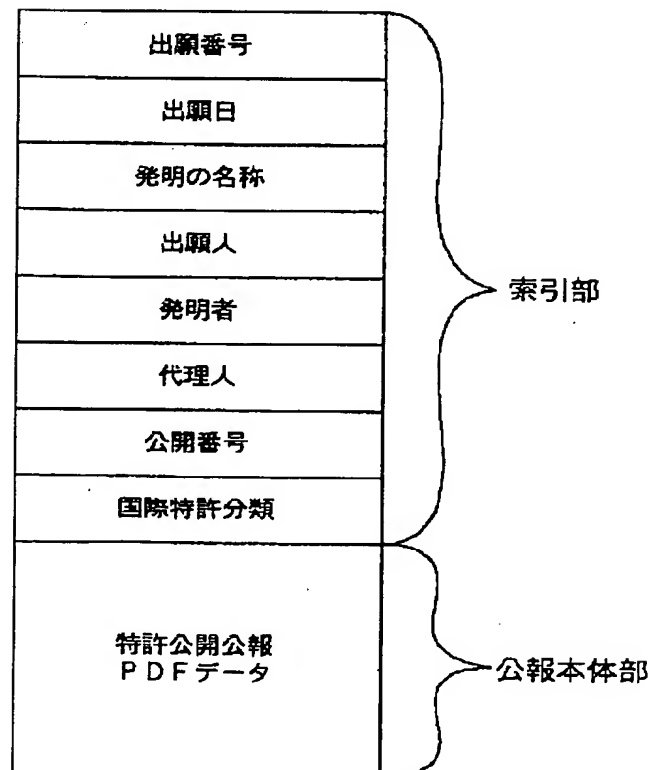 出願番号
出願日
発明の名称
出願人
発明者
代理人
公開番号
国際特許分類
索引部
特許公開公報
PDFデータ
公報本体部